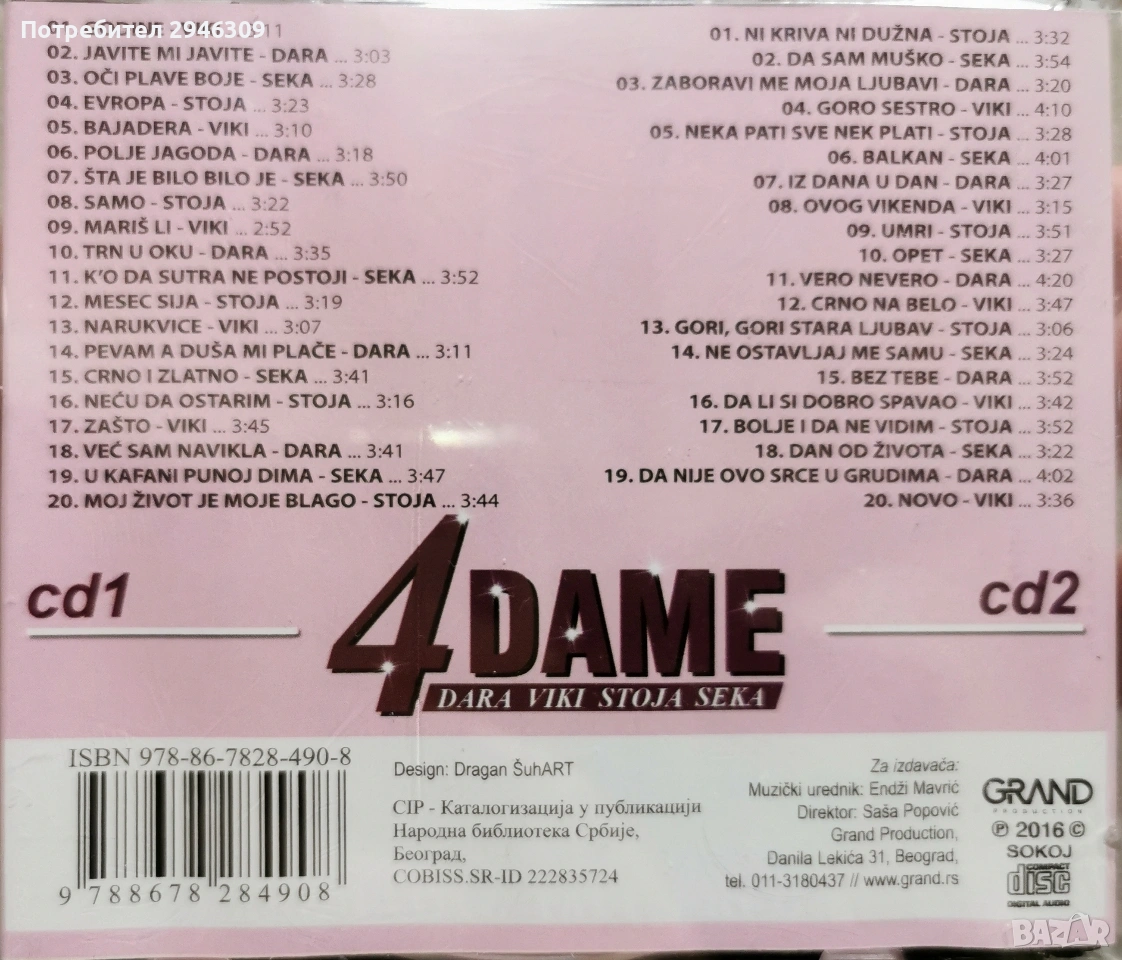 Потребител 2946309
02. JAVITE MI JAVITE - DARA ... 3:03
03. OČI PLAVE BOJE - SEKA ... 3:28
04. EVROPA - STOJA ... 3:23
05. BAJADERA - VIKI ... 3:10
06. POLJE JAGODA - DARA ... 3:18
07. ŠTA JE BILO BILO JE - SEKA ... 3:50
08. SAMO - STOJA ... 3:22
09. MARIŠ LI - VIKI ... 2:52
10. TRN U OKU - DARA ... 3:35
11. K'O DA SUTRA NE POSTOJI - SEKA ... 3:52
12. MESEC SIJA - STOJA ... 3:19
13. NARUKVICE - VIKI ... 3:07
14. PEVAM A DUŠA MI PLAČE - DARA ... 3:11
15. CRNO I ZLATNO - SEKA ... 3:41
16. NEĆU DA OSTARIM - STOJA ... 3:16
17. ZAŠTO - VIKI ... 3:45
18. VEĆ SAM NAVIKLA - DARA ... 3:41
19. U KAFANI PUNOJ DIMA - SEKA ... 3:47
20. MOJ ŽIVOT JE MOJE BLAGO - STOJA ... 3:44
01. NI KRIVA NI DUŽNA - STOJA ... 3:32
02. DA SAM MUŠKO - SEKA ... 3:54
03. ZABORAVI ME MOJA LJUBAVI - DARA ... 3:20
04. GORO SESTRO - VIKI ... 4:10
05. NEKA PATI SVE NEK PLATI - STOJA ... 3:28
06. BALKAN - SEKA ... 4:01
07. IZ DANA U DAN - DARA ... 3:27
08. OVOG VIKENDA - VIKI ... 3:15
09. UMRI - STOJA ... 3:51
10. OPET - SEKA ... 3:27
11. VERO NEVERO - DARA ... 4:20
12. CRNO NA BELO - VIKI ... 3:47
13. GORI, GORI STARA LJUBAV - STOJA ... 3:06
14. NE OSTAVLJAJ ME SAMU - SEKA ... 3:24
15. BEZ TEBE - DARA ... 3:52
16. DA LI SI DOBRO SPAVAO - VIKI ... 3:42
17. BOLJE I DA NE VIDIM - STOJA ... 3:52
18. DAN OD ŽIVOTA - SEKA ... 3:22
19. DA NIJE OVO SRCE U GRUDIMA - DARA ... 4:02
20. NOVO - VIKI ... 3:36
cd1
4 DAME
DARA VIKI STOJA SEKA
cd2
ISBN 978-86-7828-490-8
9 788678 284908
Design: Dragan ŠuhART
CIP - Каталогизација у публикацији
Народна библиотека Србије,
Београд,
COBISS.SR-ID 222835724
Za izdavača:
Muzički urednik: Endži Mavrić
Direktor: Saša Popović
Grand Production,
Danila Lekića 31, Beograd,
tel. 011-3180437 // www.grand.rs
GRAND
PRODUCTION
℗ 2016 ©
SOKOJ
COMPACT
disc
DIGITAL AUDIO
BAZAR